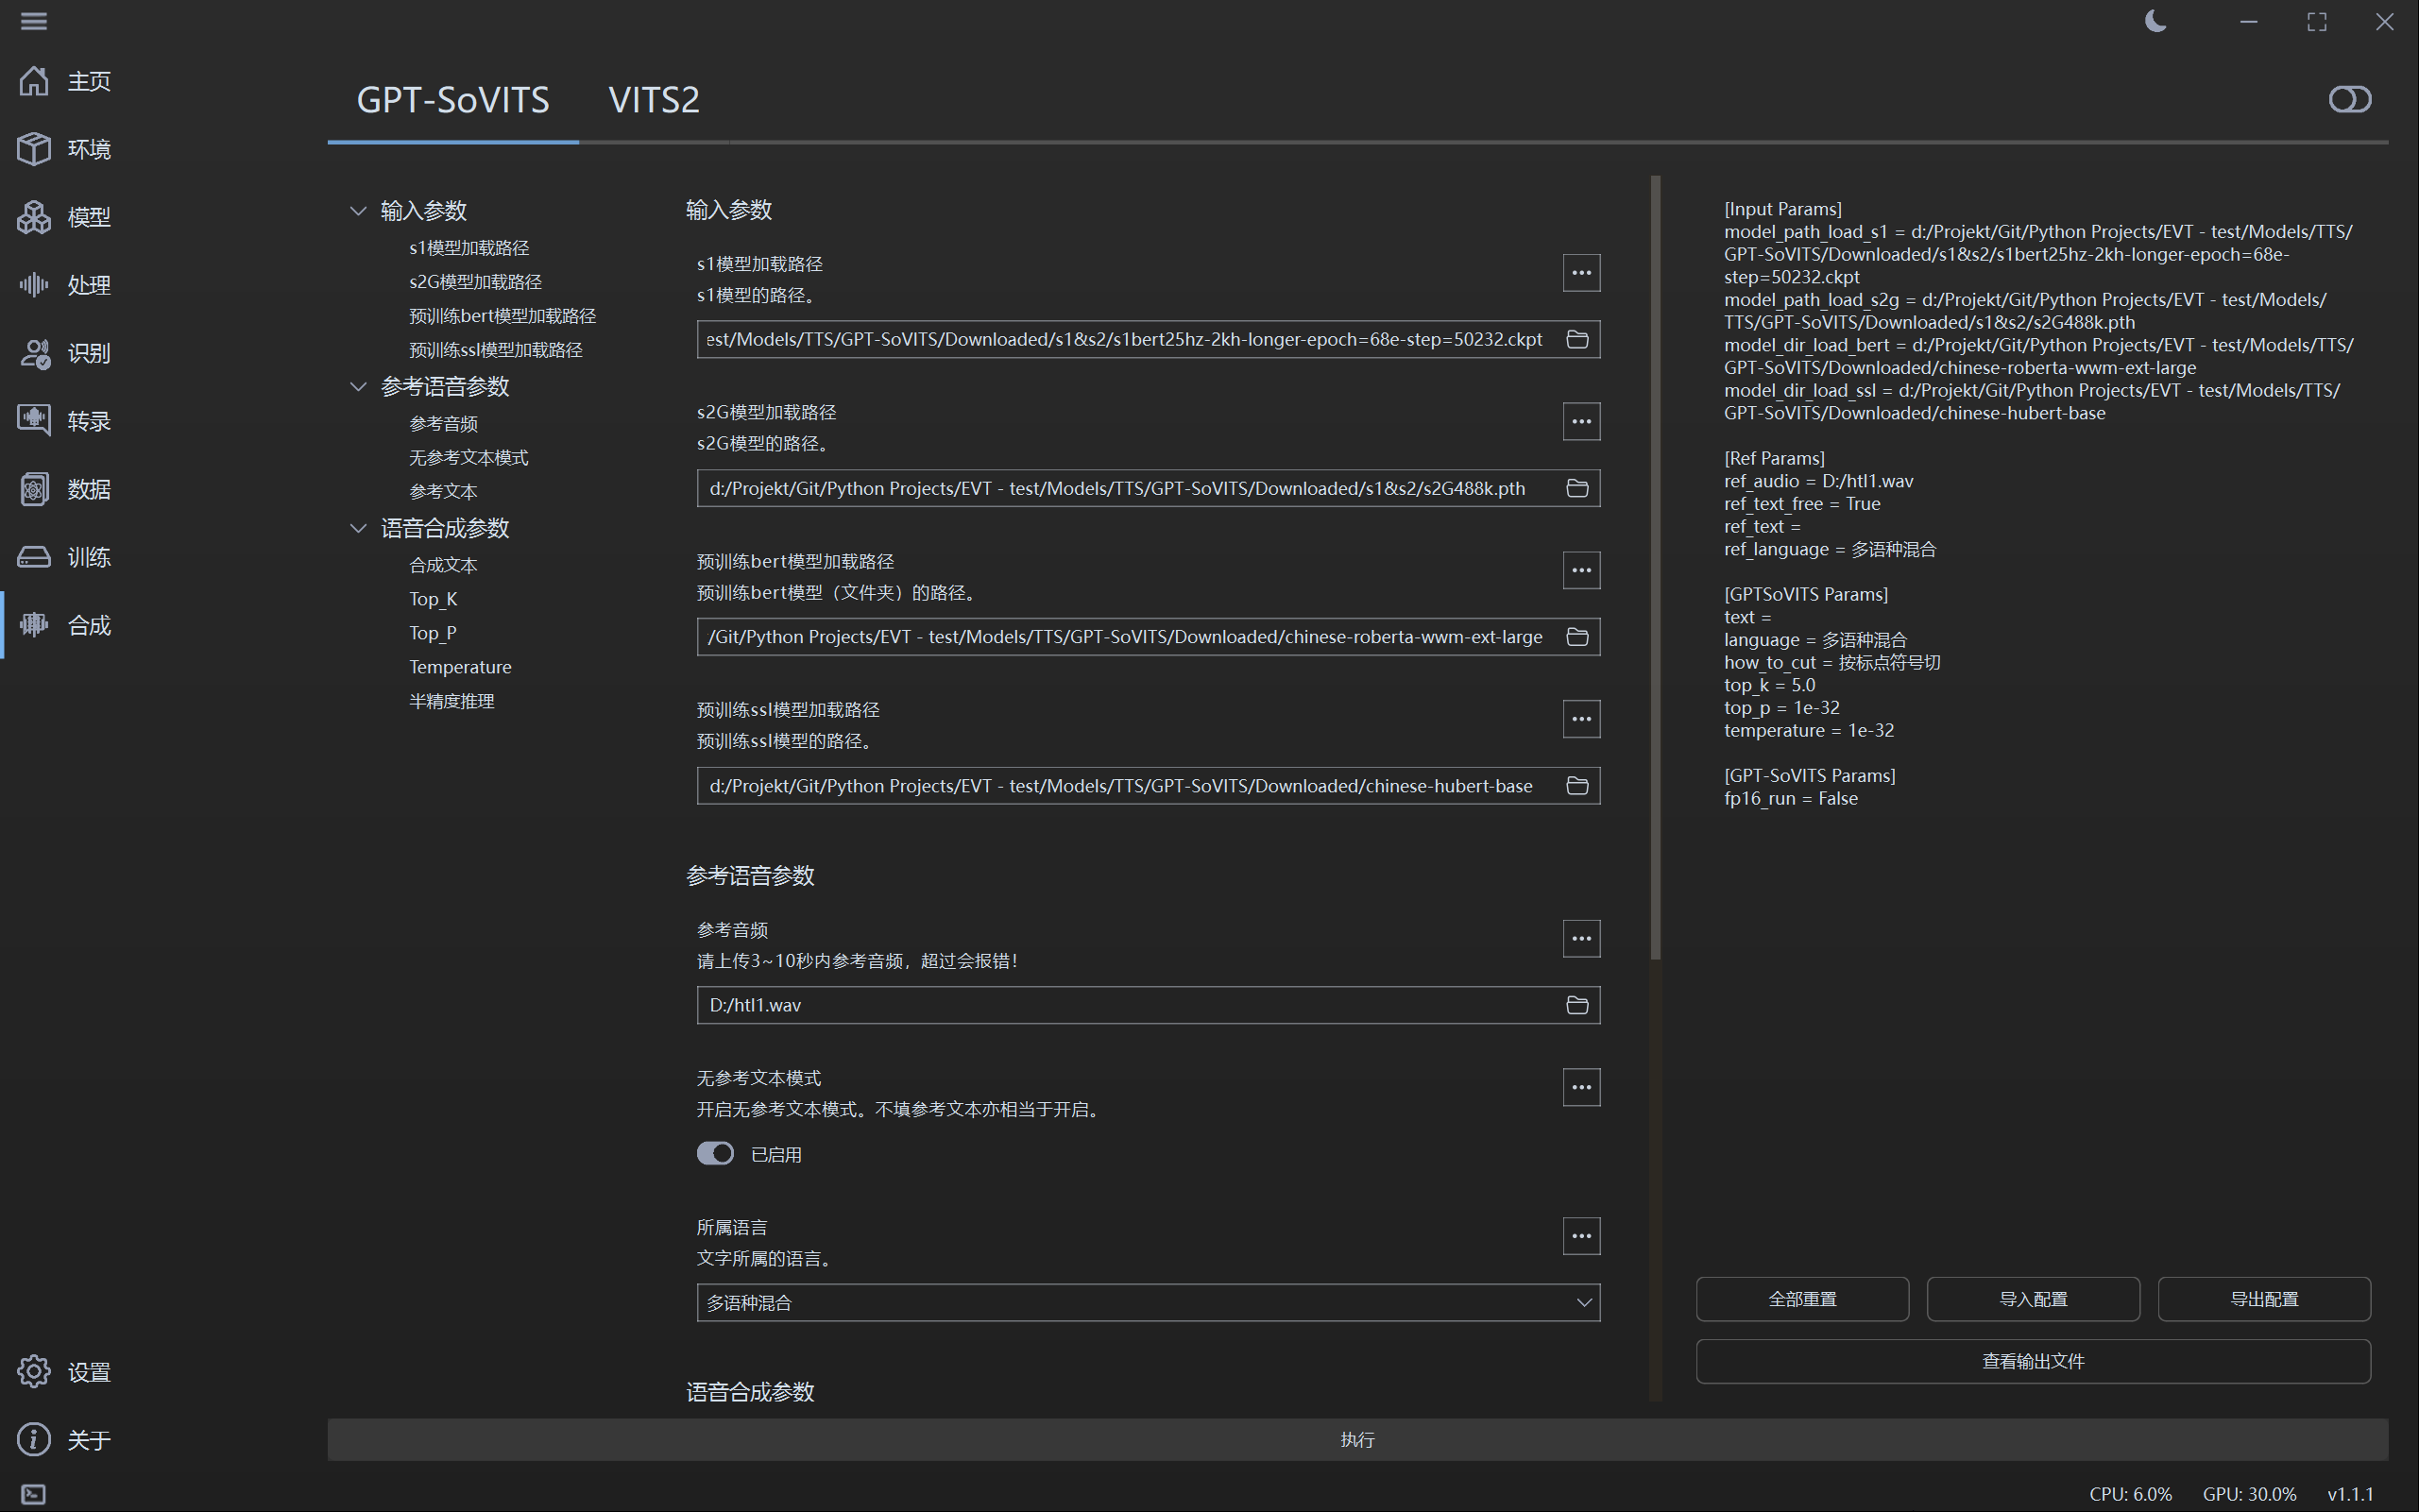 主页
环境
模型
处理
识别
转录
数据
训练
合成
设置
关于
GPT-SoVITS
VITS2
输入参数
s1模型加载路径
s2G模型加载路径
预训练bert模型加载路径
预训练ssl模型加载路径
参考语音参数
参考音频
无参考文本模式
参考文本
语音合成参数
合成文本
Top_K
Top_P
Temperature
半精度推理
输入参数
s1模型加载路径
s1模型的路径。
est/Models/TTS/GPT-SoVITS/Downloaded/s1&s2/s1bert25hz-2kh-longer-epoch=68e-step=50232.ckpt
s2G模型加载路径
s2G模型的路径。
d:/Projekt/Git/Python Projects/EVT - test/Models/TTS/GPT-SoVITS/Downloaded/s1&s2/s2G488k.pth
预训练bert模型加载路径
预训练bert模型（文件夹）的路径。
/Git/Python Projects/EVT - test/Models/TTS/GPT-SoVITS/Downloaded/chinese-roberta-wwm-ext-large
预训练ssl模型加载路径
预训练ssl模型的路径。
d:/Projekt/Git/Python Projects/EVT - test/Models/TTS/GPT-SoVITS/Downloaded/chinese-hubert-base
参考语音参数
参考音频
请上传3~10秒内参考音频，超过会报错！
D:/htl1.wav
无参考文本模式
开启无参考文本模式。不填参考文本亦相当于开启。
已启用
所属语言
文字所属的语言。
多语种混合
语音合成参数
[Input Params]
model_path_load_s1 = d:/Projekt/Git/Python Projects/EVT - test/Models/TTS/
GPT-SoVITS/Downloaded/s1&s2/s1bert25hz-2kh-longer-epoch=68e-
step=50232.ckpt
model_path_load_s2g = d:/Projekt/Git/Python Projects/EVT - test/Models/
TTS/GPT-SoVITS/Downloaded/s1&s2/s2G488k.pth
model_dir_load_bert = d:/Projekt/Git/Python Projects/EVT - test/Models/TTS/
GPT-SoVITS/Downloaded/chinese-roberta-wwm-ext-large
model_dir_load_ssl = d:/Projekt/Git/Python Projects/EVT - test/Models/TTS/
GPT-SoVITS/Downloaded/chinese-hubert-base
[Ref Params]
ref_audio = D:/htl1.wav
ref_text_free = True
ref_text =
ref_language = 多语种混合
[GPTSoVITS Params]
text =
language = 多语种混合
how_to_cut = 按标点符号切
top_k = 5.0
top_p = 1e-32
temperature = 1e-32
[GPT-SoVITS Params]
fp16_run = False
全部重置
导入配置
导出配置
查看输出文件
执行
CPU: 6.0% GPU: 30.0% v1.1.1